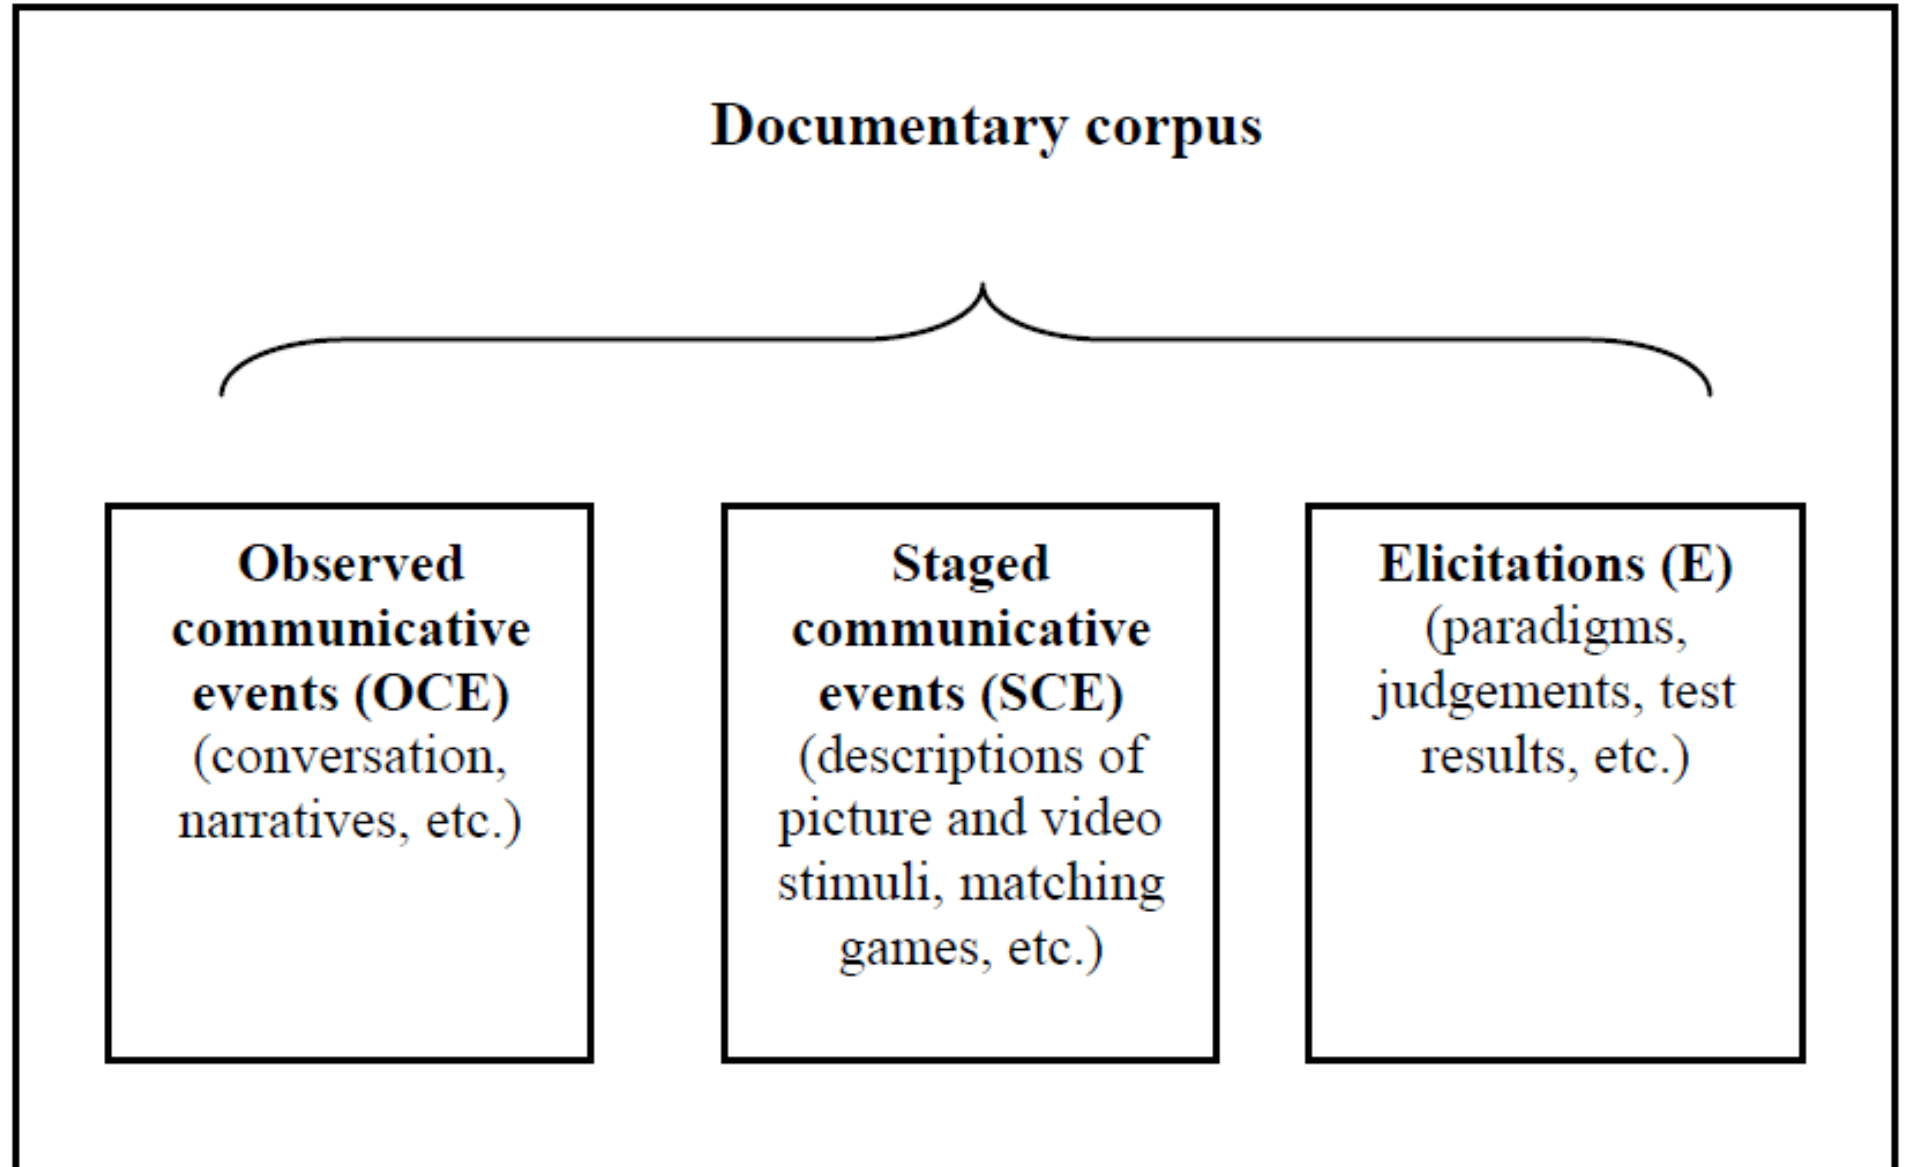 Documentary corpus
Observed
communicative
events (OCE)
(conversation,
narratives, etc.)
Staged
communicative
events (SCE)
(descriptions of
picture and video
stimuli, matching
games, etc.)
Elicitations (E)
(paradigms,
judgements, test
results, etc.)